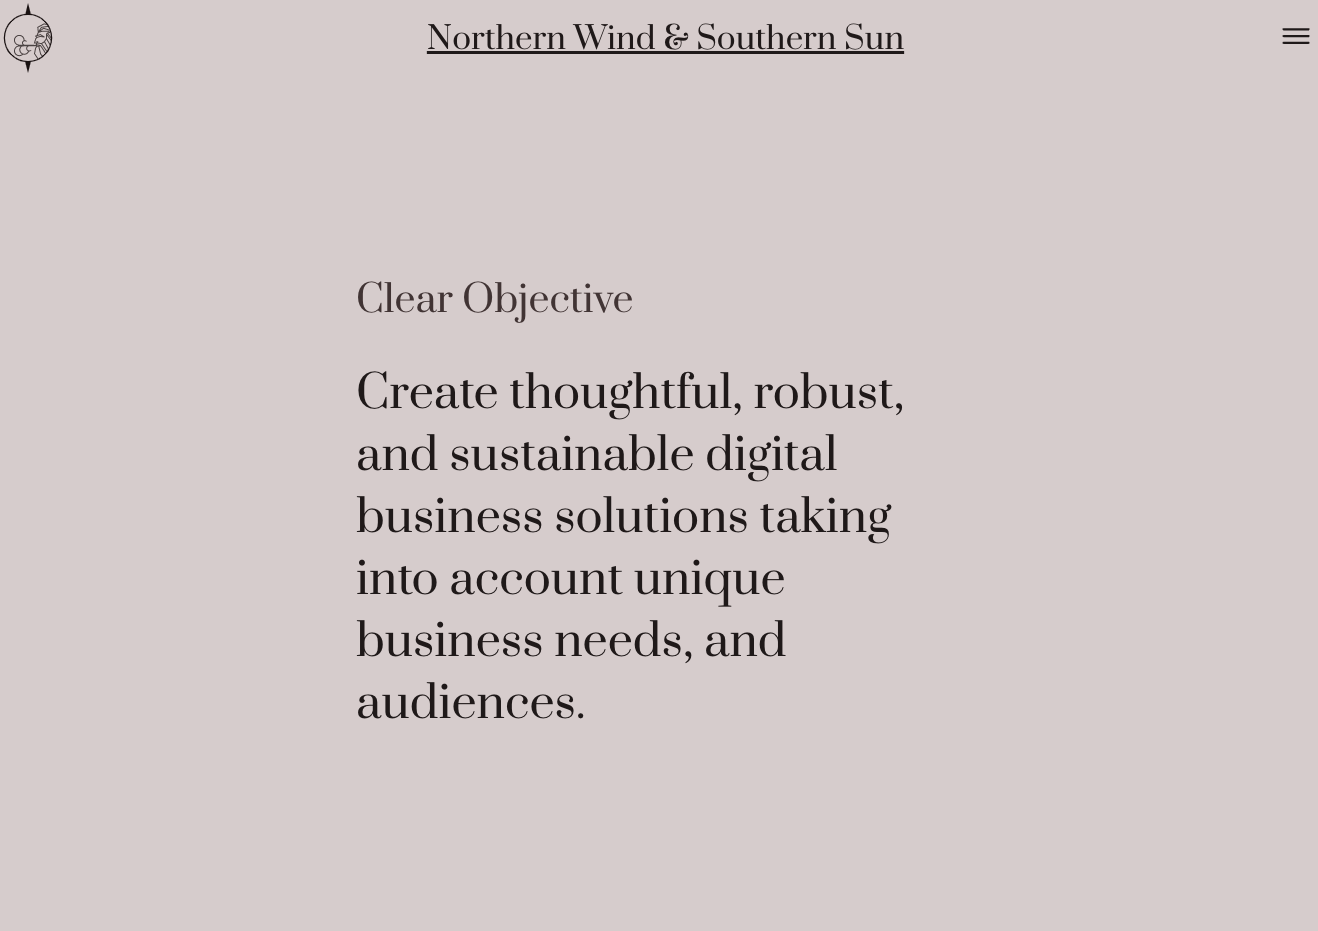 Northern Wind & Southern Sun
Clear Objective
Create thoughtful, robust,
and sustainable digital
business solutions taking
into account unique
business needs, and
audiences.